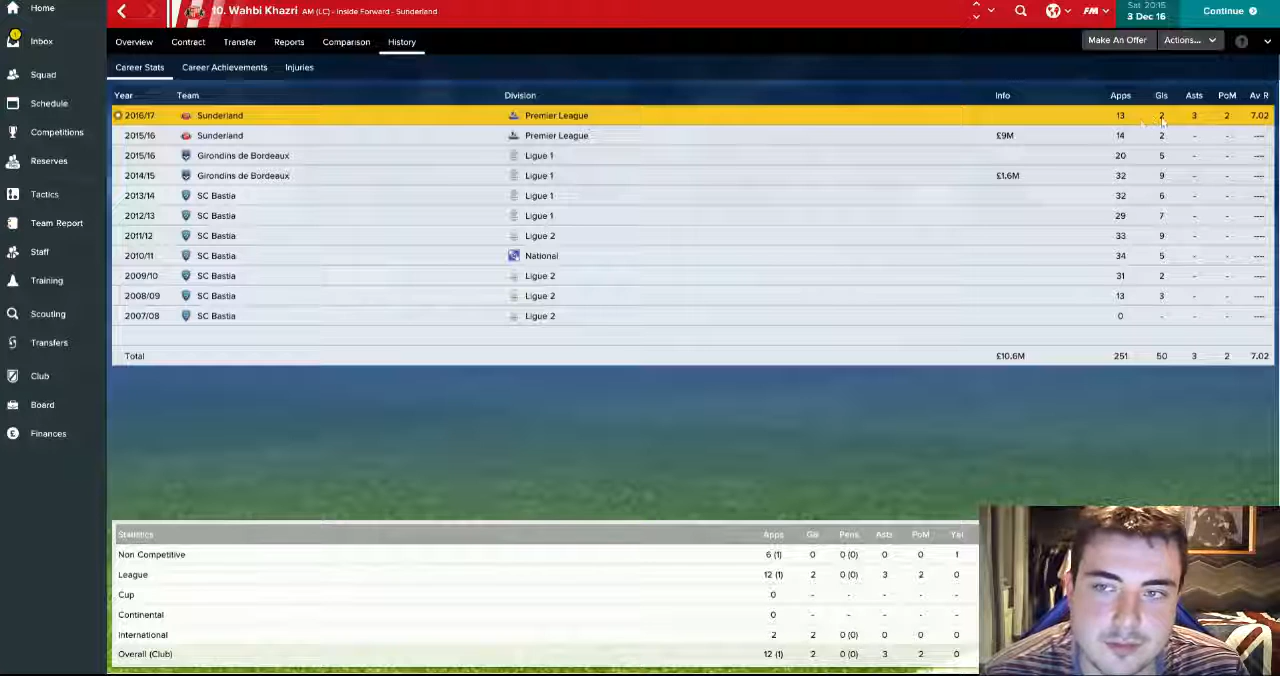 Home
10. Wahbi Khazri AM (LC) - Inside Forward - Sunderland
FM
Sat 20:15
3 Dec 16
Continue
Inbox
Overview Contract Transfer Reports Comparison History
Make An Offer Actions...
Squad
Career Stats Career Achievements Injuries
Schedule
Year Team Division Info Apps Gls Asts PoM Av R
2016/17 Sunderland Premier League 13 2 3 2 7.02
Competitions
2015/16 Sunderland Premier League £9M 14 2 - - ----
2015/16 Girondins de Bordeaux Ligue 1 20 5 - - ----
Reserves
2014/15 Girondins de Bordeaux Ligue 1 £1.6M 32 9 - - ----
Tactics
2013/14 SC Bastia Ligue 1 32 6 - - ----
2012/13 SC Bastia Ligue 1 29 7 - - ----
Team Report
2011/12 SC Bastia Ligue 2 33 9 - - ----
Staff
2010/11 SC Bastia National 34 5 - - ----
2009/10 SC Bastia Ligue 2 31 2 - - ----
Training
2008/09 SC Bastia Ligue 2 13 3 - - ----
Scouting
2007/08 SC Bastia Ligue 2 0 - - - ----
Transfers
Total £10.6M 251 50 3 2 7.02
Club
Board
Finances
Statistics Apps Gls Pens Asts PoM Yel
Non Competitive 6 (1) 0 0 (0) 0 0 1
League 12 (1) 2 0 (0) 3 2 0
Cup 0 - - - - -
Continental 0 - - - - -
International 2 2 0 (0) 0 0 0
Overall (Club) 12 (1) 2 0 (0) 3 2 0